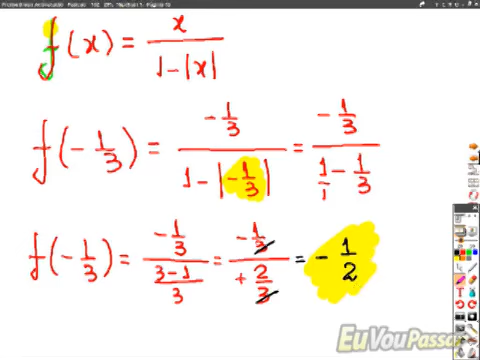 f(x) = x / 1-|x|
f(-1/3) = -1/3 / 1-|-1/3| = -1/3 / 1/1 - 1/3
f(-1/3) = -1/3 / 3-1/3 = -1/3 / +2/3 = -1/2
EuVouPassar